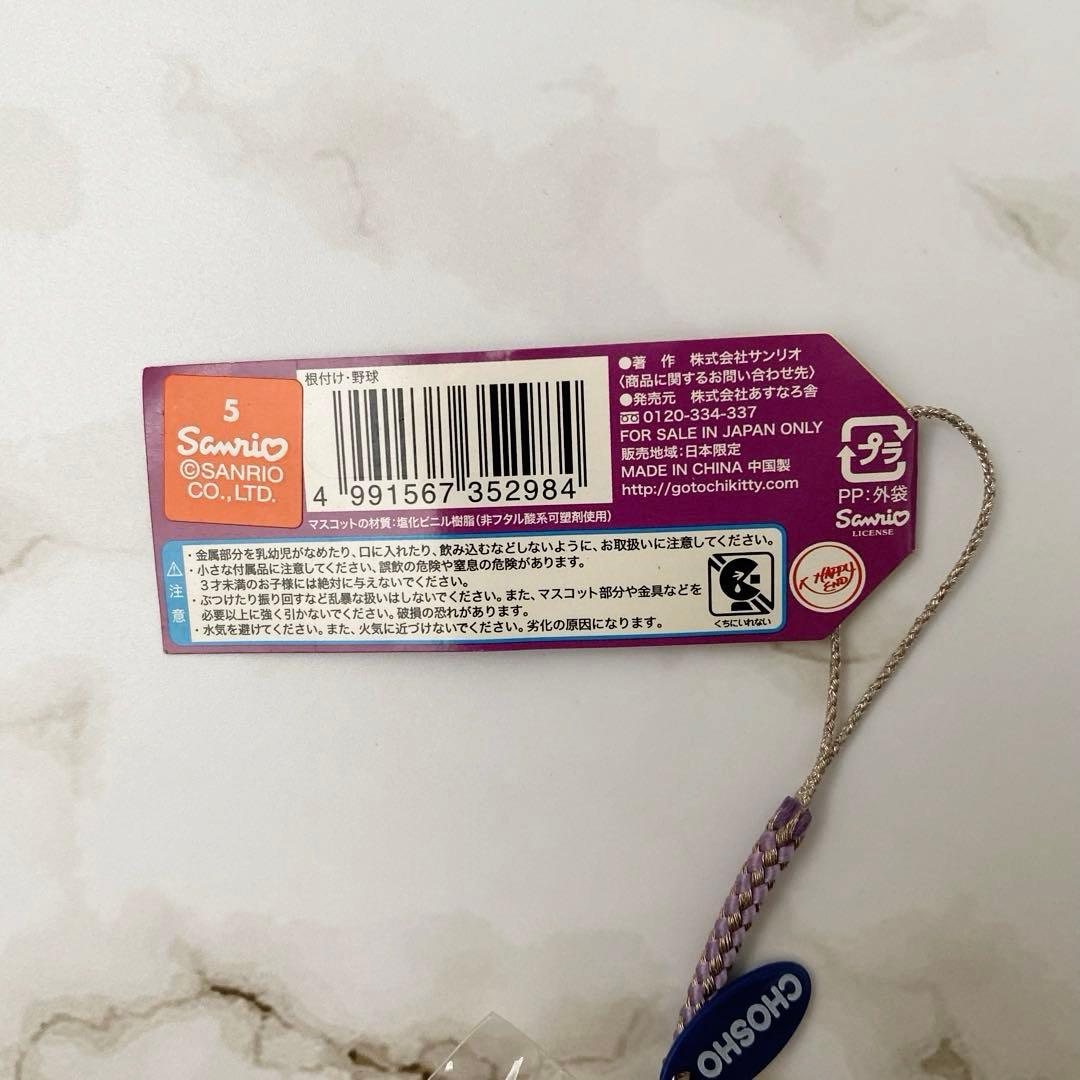 5
Sanrio
©SANRIO
CO., LTD.
根付け・野球
4 991567 352984
マスコットの材質：塩化ビニル樹脂（非フタル酸系可塑剤使用）
●著 作 株式会社サンリオ
〈商品に関するお問い合わせ先〉
●発売元 株式会社あすなろ舎
0120-334-337
FOR SALE IN JAPAN ONLY
販売地域：日本限定
MADE IN CHINA 中国製
http://gotochikitty.com
プラ
PP：外袋
Sanrio
LICENSE
注意
・金属部分を乳幼児がなめたり、口に入れたり、飲み込むなどしないように、お取扱いに注意してください。
・小さな付属品に注意してください、誤飲の危険や窒息の危険があります。
３才未満のお子様には絶対に与えないでください。
・ぶつけたり振り回すなど乱暴な扱いはしないでください。また、マスコット部分や金具などを
必要以上に強く引かないでください。破損の恐れがあります。
・水気を避けてください。また、火気に近づけないでください。劣化の原因になります。
くちにいれない
HAPPY
END
CHOSHO